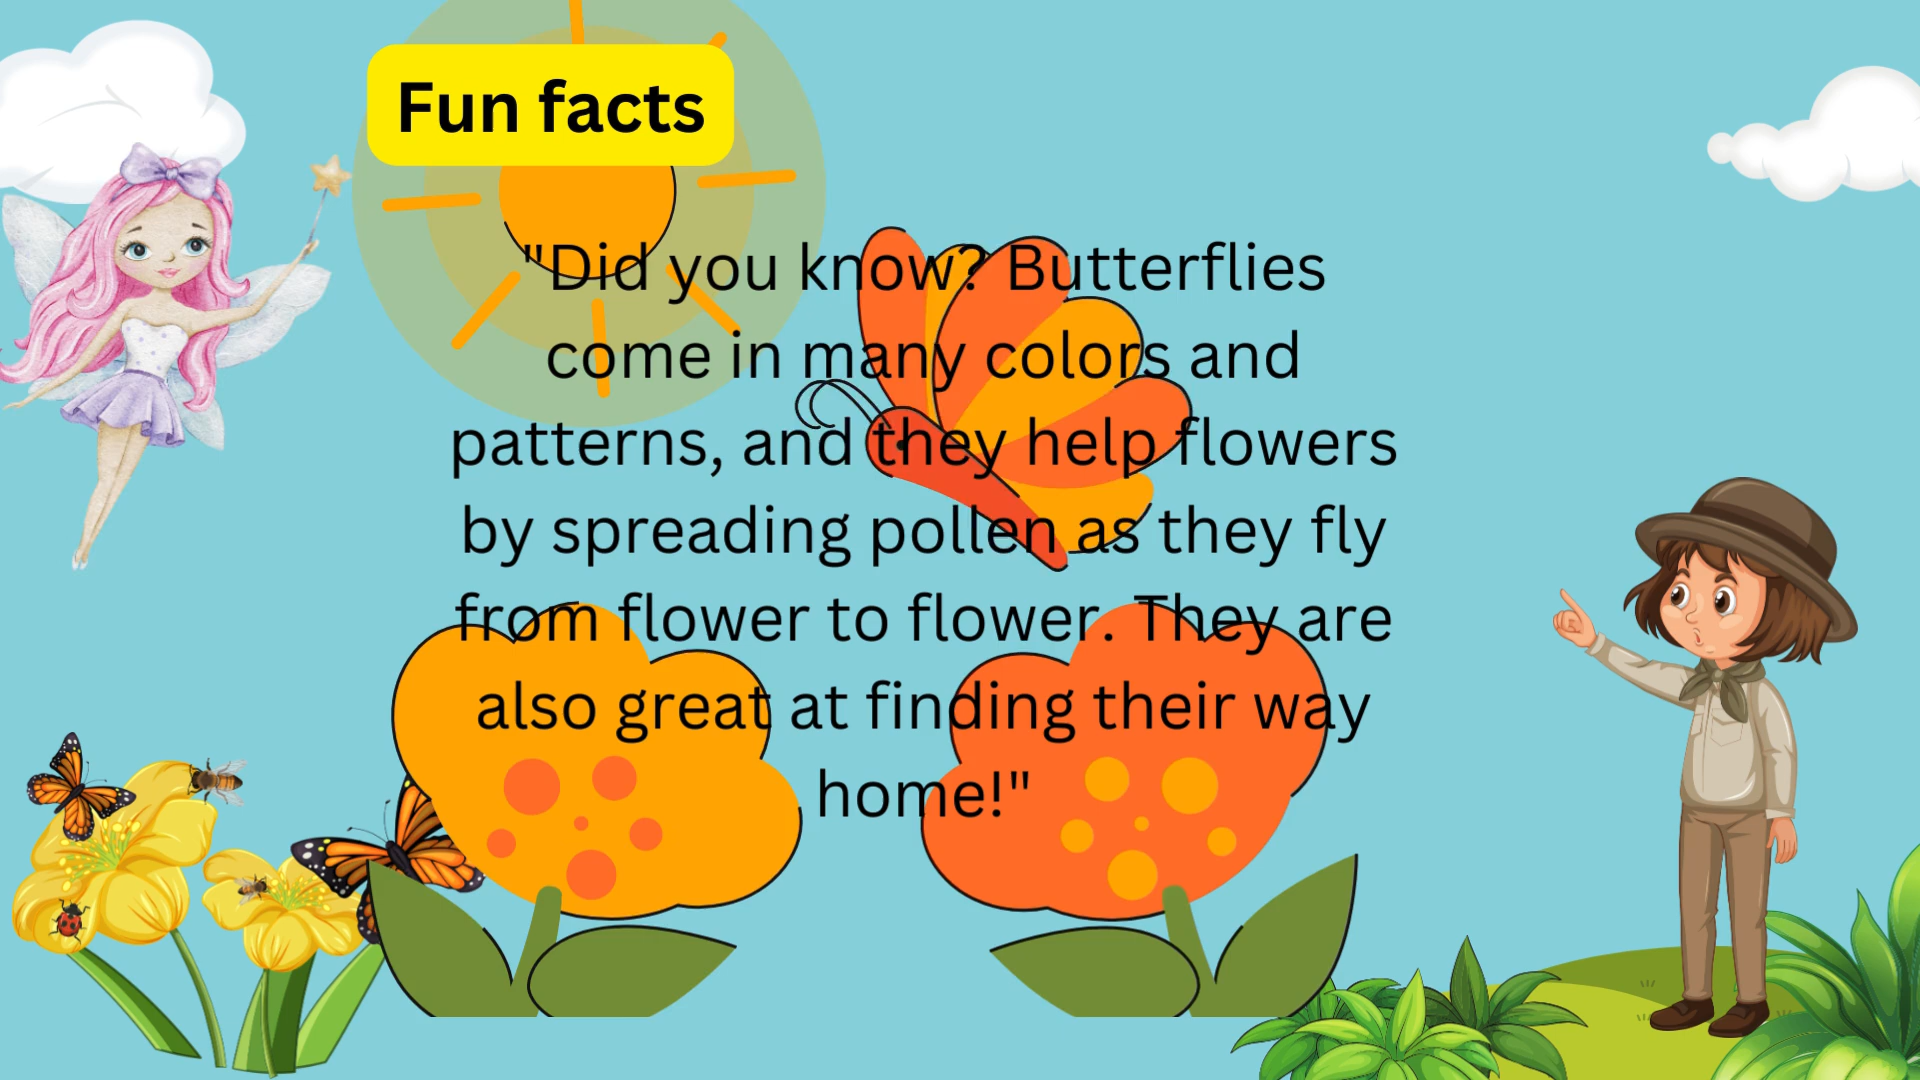 Fun facts
"Did you know? Butterflies
come in many colors and
patterns, and they help flowers
by spreading pollen as they fly
from flower to flower. They are
also great at finding their way
home!"